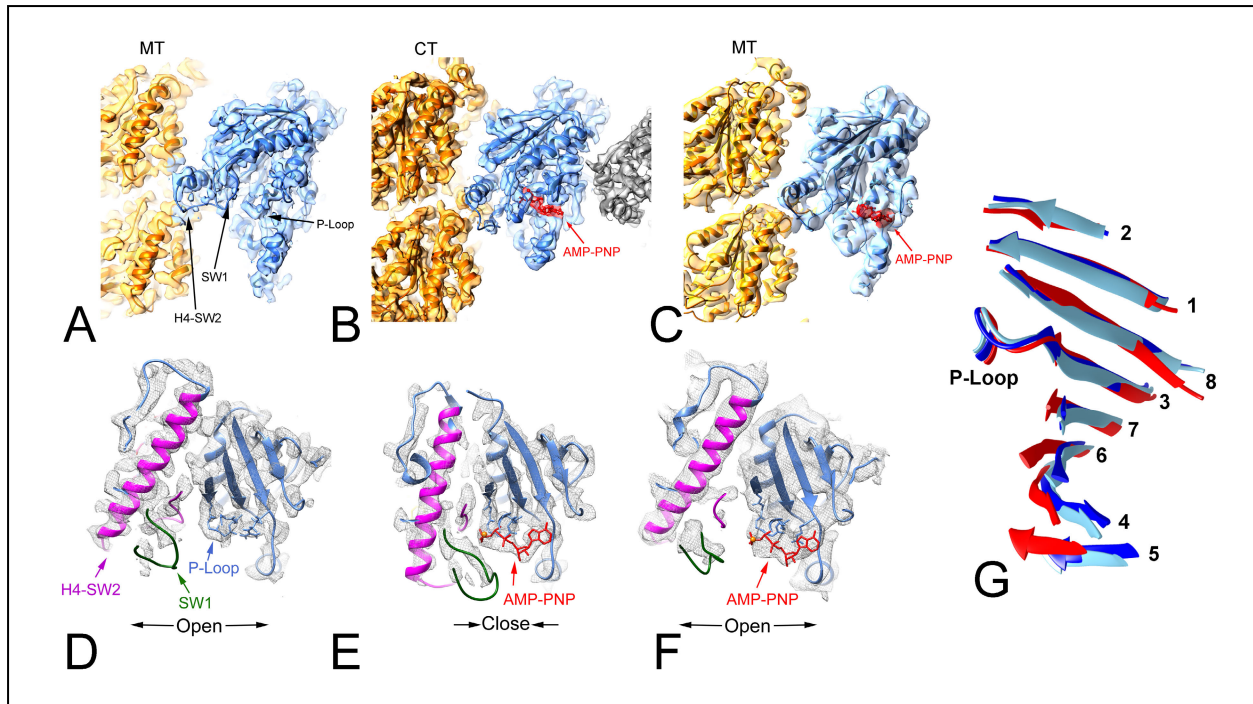 MT
CT
MT
P-Loop
SW1
H4-SW2
AMP-PNP
AMP-PNP
A
B
C
2
1
8
P-Loop
3
7
6
4
5
G
H4-SW2
P-Loop
SW1
AMP-PNP
AMP-PNP
Open
Close
Open
D
E
F